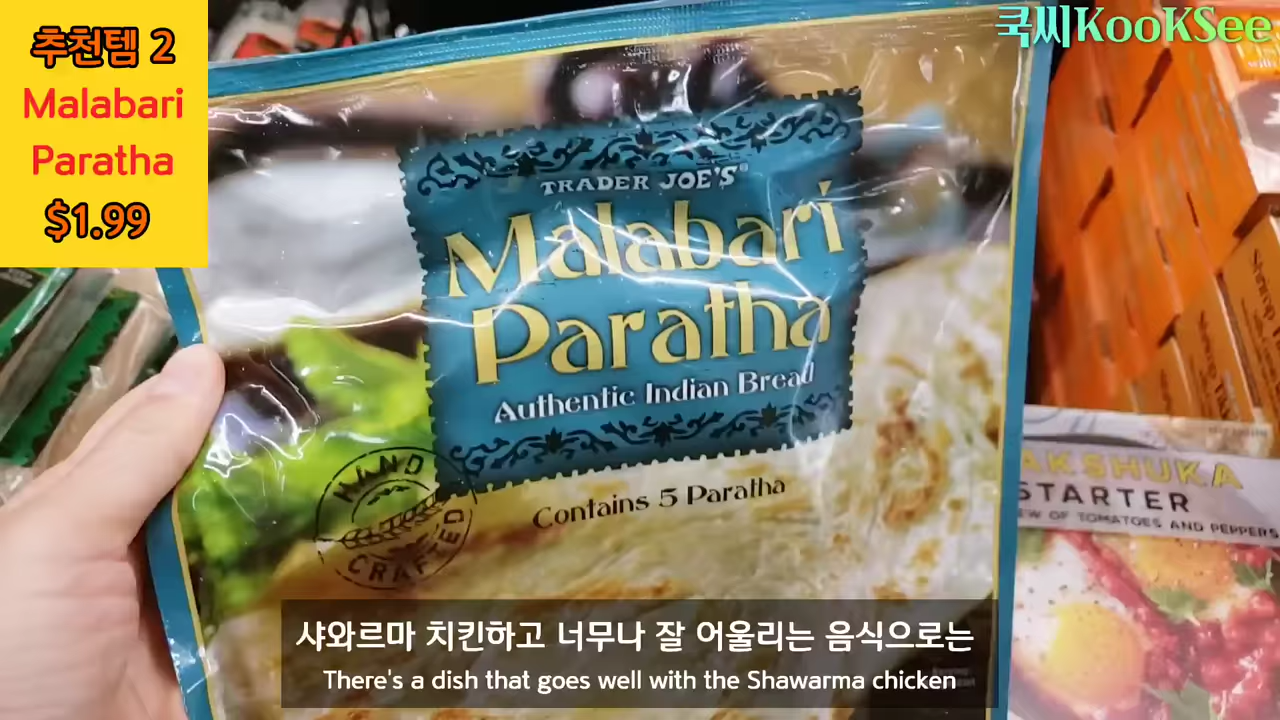 추천템 2
Malabari
Paratha
$1.99
쿡씨KooKSee
TRADER JOE'S®
Malabari
Paratha
Authentic Indian Bread
Contains 5 Paratha
HAND
CRAFTED
AKSHUKA
STARTER
EW OF TOMATOES AND PEPPERS
샤와르마 치킨하고 너무나 잘 어울리는 음식으로는
There's a dish that goes well with the Shawarma chicken